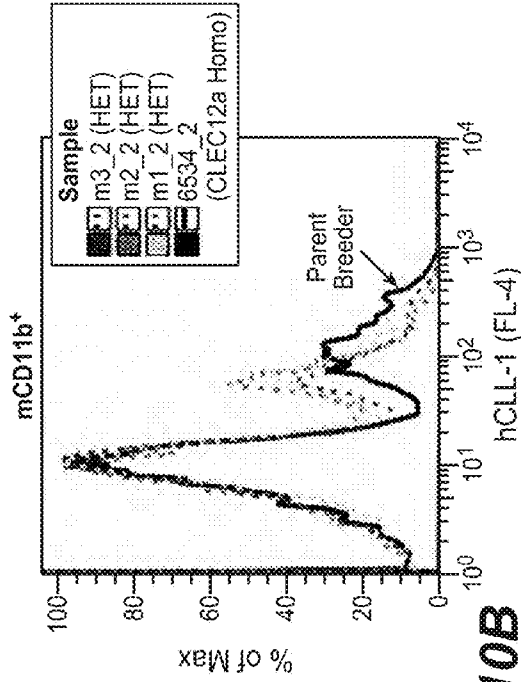 mCD11b+
Sample
m3_2 (HET)
m2_2 (HET)
m1_2 (HET)
6534_2
(CLEC12a Homo)
Parent
Breeder
% of Max
100
80
60
40
20
0
10^0
10^1
10^2
10^3
10^4
hCLL-1 (FL-4)
10B